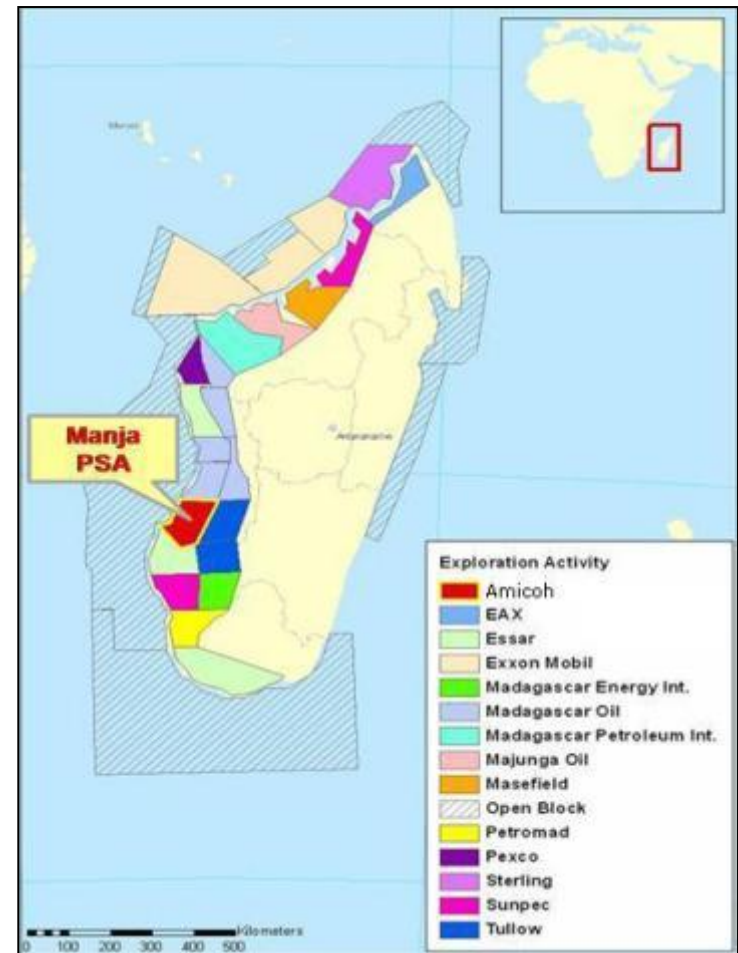 Manja
PSA
Exploration Activity
Amicoh
EAX
Essar
Exxon Mobil
Madagascar Energy Int.
Madagascar Oil
Madagascar Petroleum Int.
Majunga Oil
Masefield
Open Block
Petromad
Pexco
Sterling
Sunpec
Tullow
Kilometers
0 100 200 300 400 500